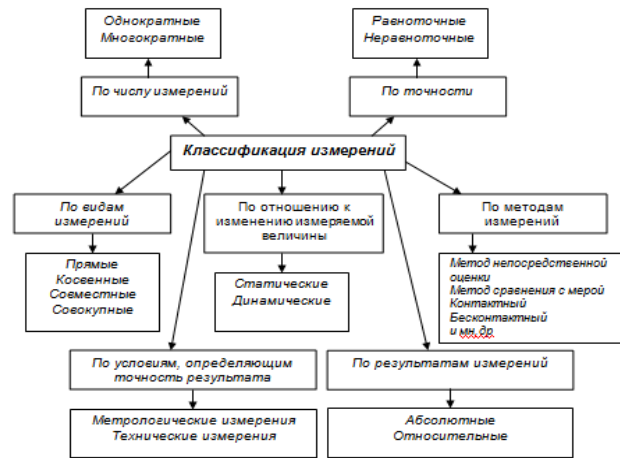 Однократные
Многократные
Равноточные
Неравноточные
По числу измерений
По точности
Классификация измерений
По видам
измерений
По отношению к
изменению измеряемой
величины
По методам
измерений
Прямые
Косвенные
Совместные
Совокупные
Статические
Динамические
Метод непосредственной
оценки
Метод сравнения с мерой
Контактный
Бесконтактный
и мн. др
По условиям, определяющим
точность результата
По результатам измерений
Метрологические измерения
Технические измерения
Абсолютные
Относительные